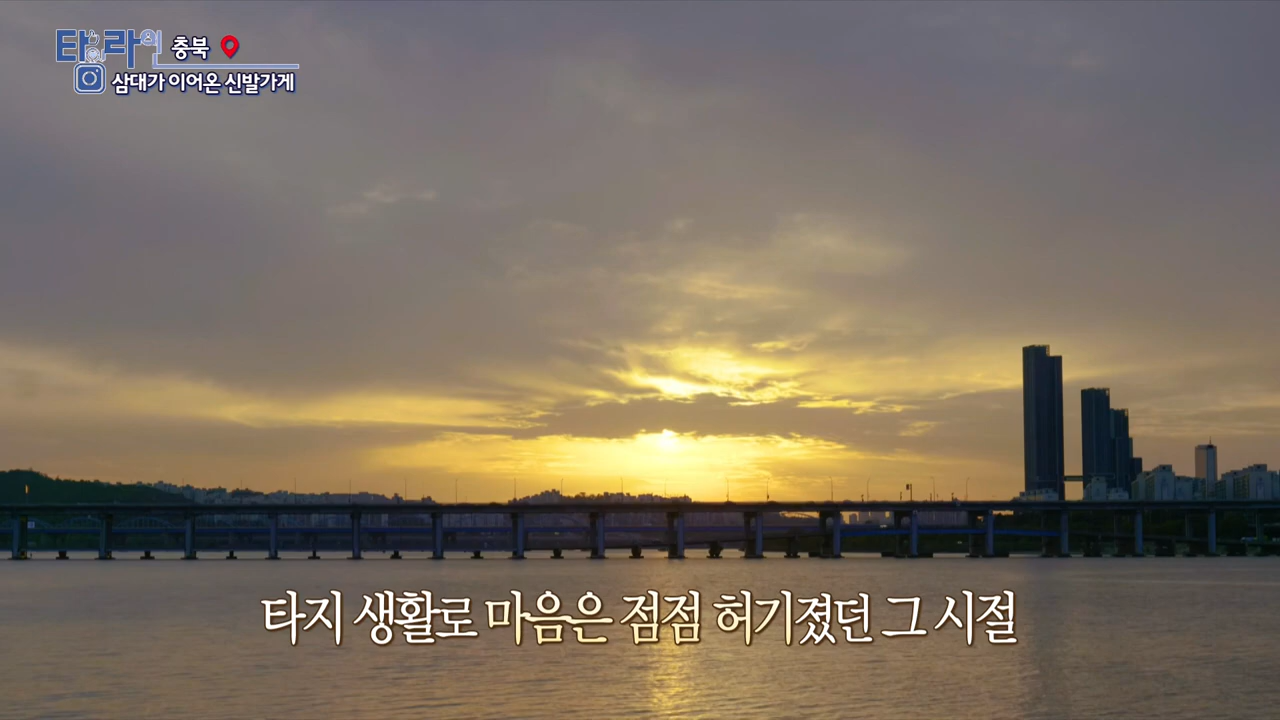 타라의 충북
삼대가 이어온 신발가게
타지 생활로 마음은 점점 허기졌던 그 시절